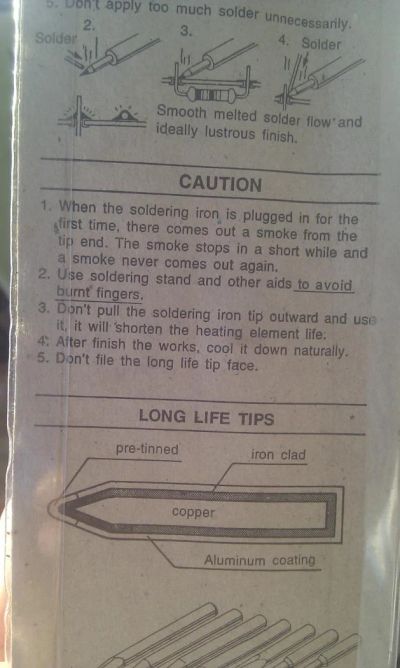 5. Don't apply too much solder unnecessarily.
2.
Solder
3.
4. Solder
Smooth melted solder flow and
ideally lustrous finish.
CAUTION
1. When the soldering iron is plugged in for the
first time, there comes out a smoke from the
tip end. The smoke stops in a short while and
a smoke never comes out again.
2. Use soldering stand and other aids to avoid
burnt fingers.
3. Don't pull the soldering iron tip outward and use
it, it will shorten the heating element life.
4. After finish the works, cool it down naturally.
5. Don't file the long life tip face.
LONG LIFE TIPS
pre-tinned
iron clad
copper
Aluminum coating